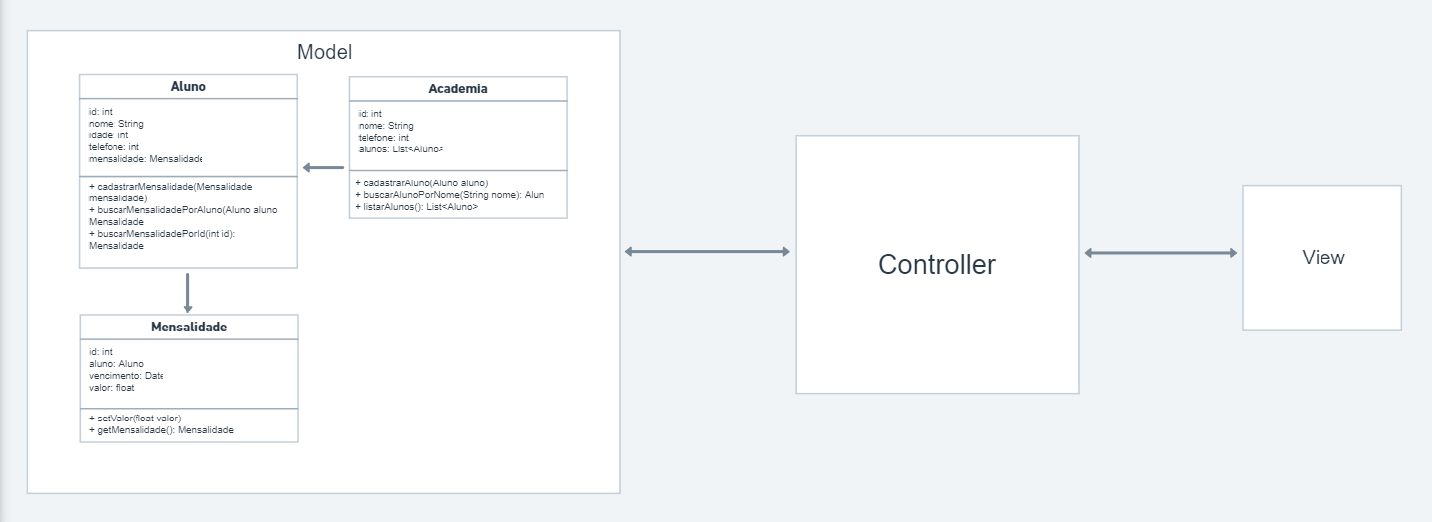 Model
Aluno
id: int
nome: String
idade: int
telefone: int
mensalidade: Mensalidade
+ cadastrarMensalidade(Mensalidade
mensalidade)
+ buscarMensalidadePorAluno(Aluno aluno
Mensalidade
+ buscarMensalidadePorId(int id):
Mensalidade
Academia
id: int
nome: String
telefone: int
alunos: List<Aluno>
+ cadastrarAluno(Aluno aluno)
+ buscarAlunoPorNome(String nome): Alun
+ listarAlunos(): List<Aluno>
Mensalidade
id: int
aluno: Aluno
vencimento: Date
valor: float
+ setValor(float valor)
+ getMensalidade(): Mensalidade
Controller
View